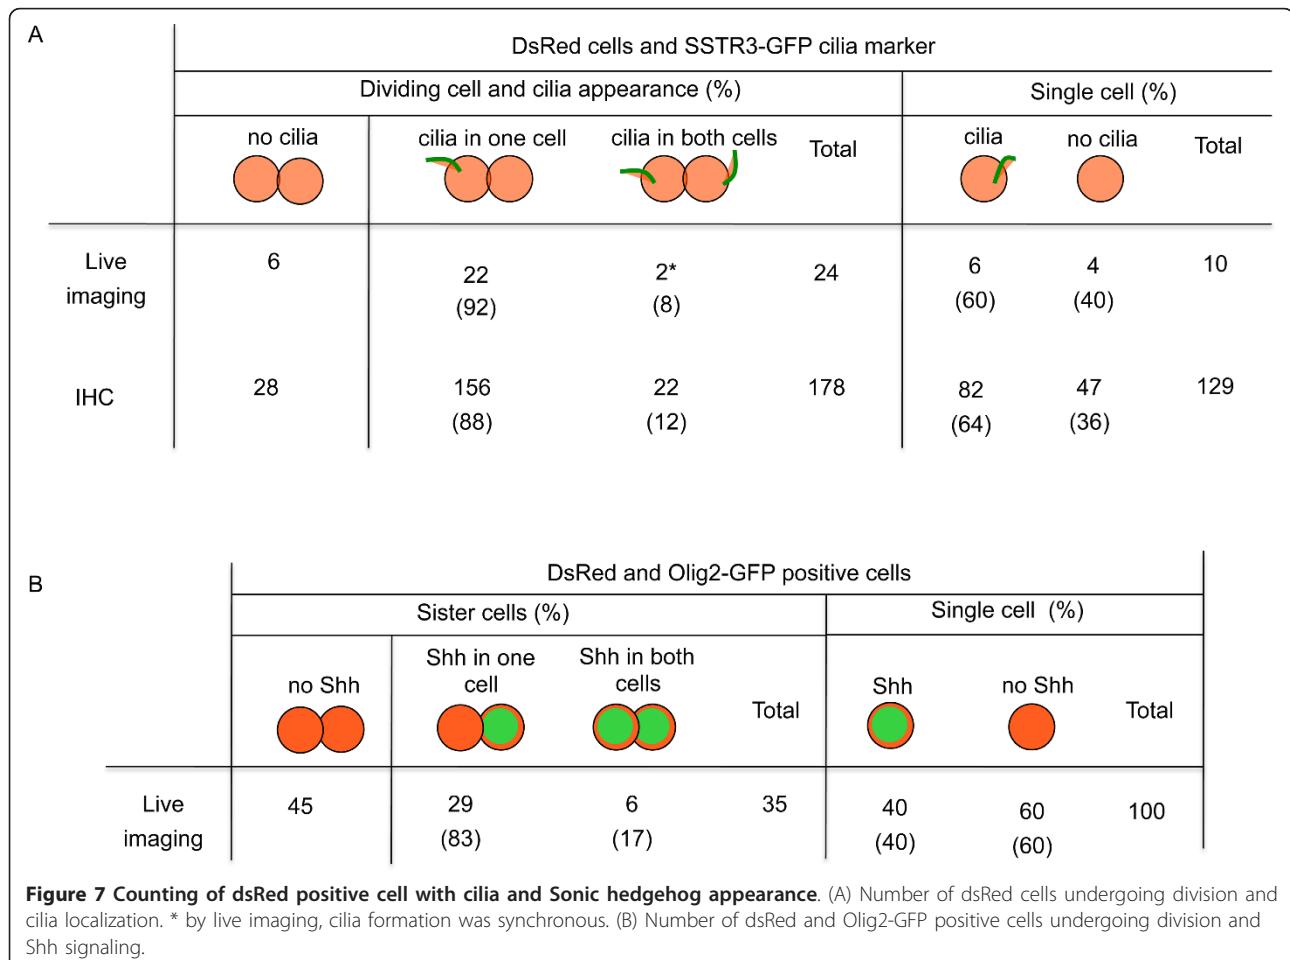 A
DsRed cells and SSTR3-GFP cilia marker
Dividing cell and cilia appearance (%)
Single cell (%)
no cilia
cilia in one cell
cilia in both cells
Total
cilia
no cilia
Total
Live
imaging
6
22
(92)
2*
(8)
24
6
(60)
4
(40)
10
IHC
28
156
(88)
22
(12)
178
82
(64)
47
(36)
129
B
DsRed and Olig2-GFP positive cells
Sister cells (%)
Single cell (%)
no Shh
Shh in one
cell
Shh in both
cells
Total
Shh
no Shh
Total
Live
imaging
45
29
(83)
6
(17)
35
40
(40)
60
(60)
100
Figure 7 Counting of dsRed positive cell with cilia and Sonic hedgehog appearance. (A) Number of dsRed cells undergoing division and
cilia localization. * by live imaging, cilia formation was synchronous. (B) Number of dsRed and Olig2-GFP positive cells undergoing division and
Shh signaling.